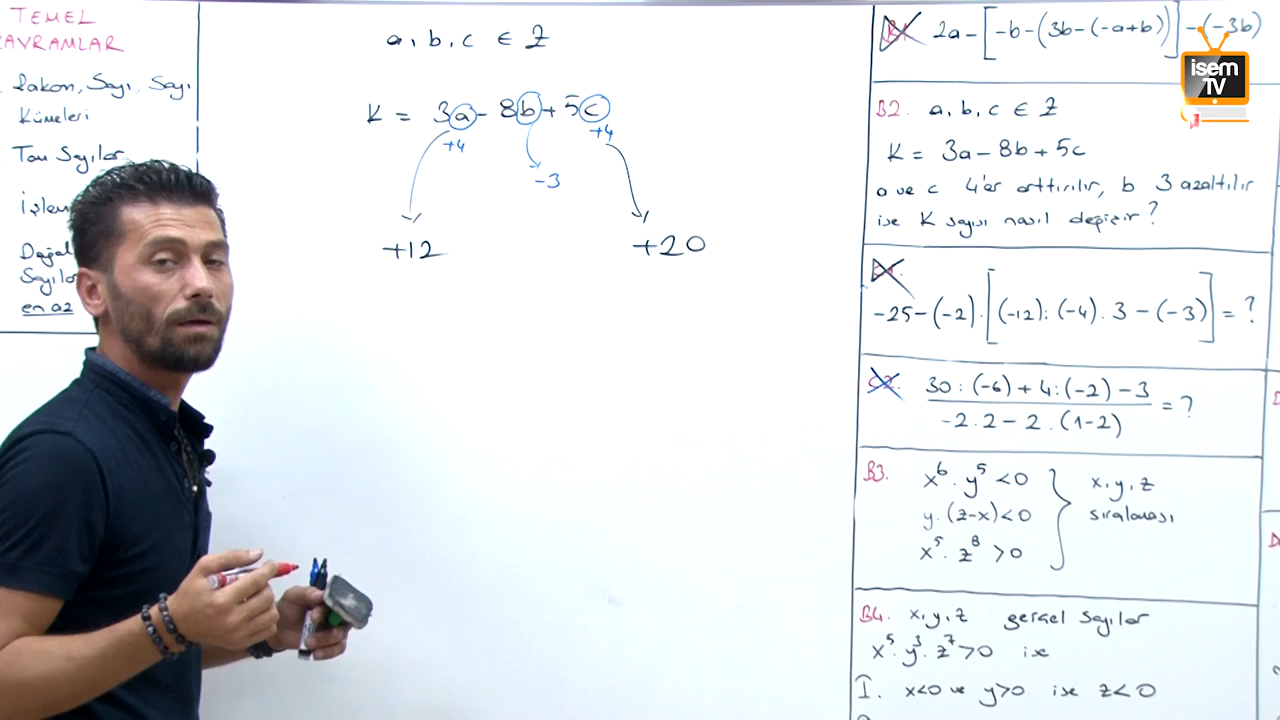 TEMEL
KAVRAMLAR
Rakam, Sayı, Sayı
Kümeleri
Tam Sayılar
İşlem
Doğal
Sayılar
en az
a, b, c ∈ Z
K = 3a - 8b + 5c
+4
+4
-3
+12
+20
2a - [-b - (3b - (-a+b))] - (-3b)
isem
TV
B2. a, b, c ∈ Z
K = 3a - 8b + 5c
a ve c 4'er arttırılır, b 3 azaltılır
ise K sayısı nasıl değişir?
-25 - (-2) . [(-12) : (-4) . 3 - (-3)] = ?
30 : (-6) + 4 : (-2) - 3
-2 . 2 - 2 . (1-2)
= ?
B3. x⁶ . y⁵ < 0
y . (z-x) < 0
x⁵ . z⁸ > 0
x, y, z
sıralaması
B4. x, y, z gerçel sayılar
x⁵ . y³ . z⁷ > 0 ise
I. x<0 ve y>0 ise z<0